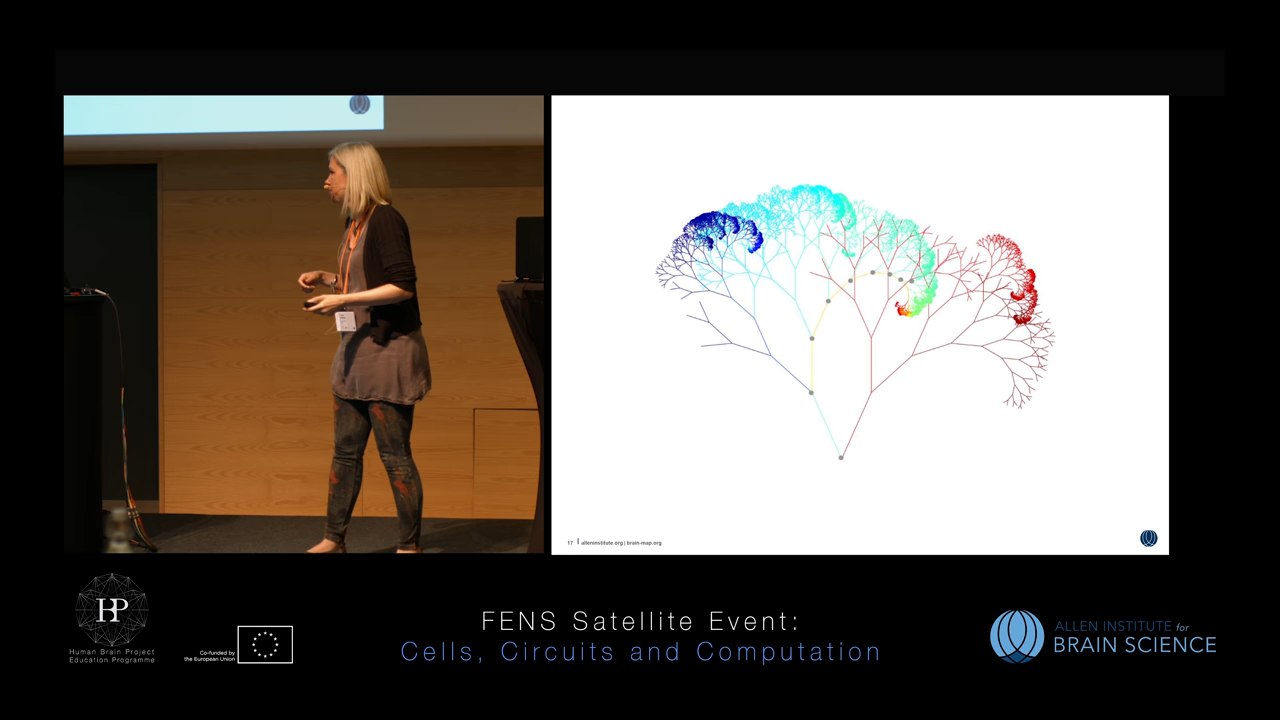 17 | alleninstitute.org | brain-map.org
HBP
Human Brain Project
Education Programme
Co-funded by
the European Union
FENS Satellite Event:
Cells, Circuits and Computation
ALLEN INSTITUTE for
BRAIN SCIENCE